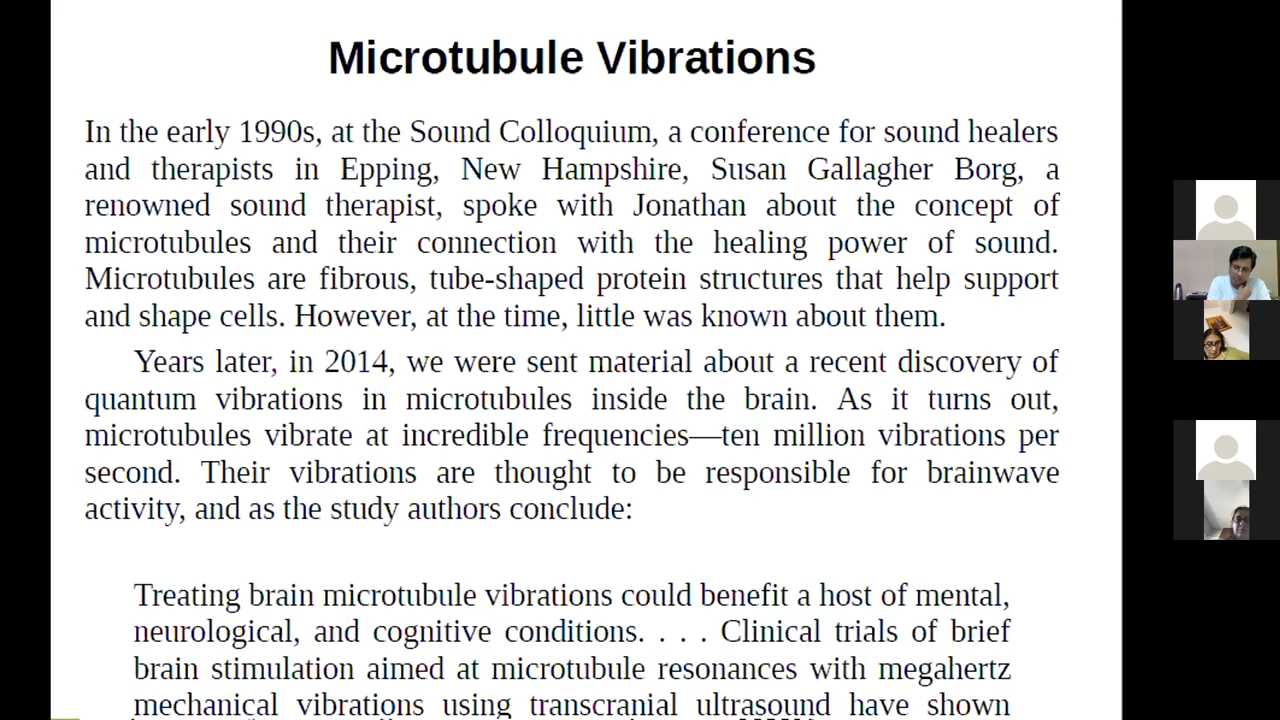 Microtubule Vibrations
In the early 1990s, at the Sound Colloquium, a conference for sound healers
and therapists in Epping, New Hampshire, Susan Gallagher Borg, a
renowned sound therapist, spoke with Jonathan about the concept of
microtubules and their connection with the healing power of sound.
Microtubules are fibrous, tube-shaped protein structures that help support
and shape cells. However, at the time, little was known about them.
Years later, in 2014, we were sent material about a recent discovery of
quantum vibrations in microtubules inside the brain. As it turns out,
microtubules vibrate at incredible frequencies—ten million vibrations per
second. Their vibrations are thought to be responsible for brainwave
activity, and as the study authors conclude:
Treating brain microtubule vibrations could benefit a host of mental,
neurological, and cognitive conditions. . . . Clinical trials of brief
brain stimulation aimed at microtubule resonances with megahertz
mechanical vibrations using transcranial ultrasound have shown